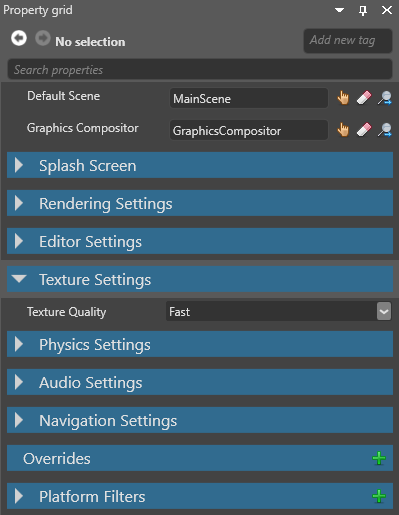 Property grid
No selection
Add new tag
Search properties
Default Scene MainScene
Graphics Compositor GraphicsCompositor
Splash Screen
Rendering Settings
Editor Settings
Texture Settings
Texture Quality Fast
Physics Settings
Audio Settings
Navigation Settings
Overrides
Platform Filters